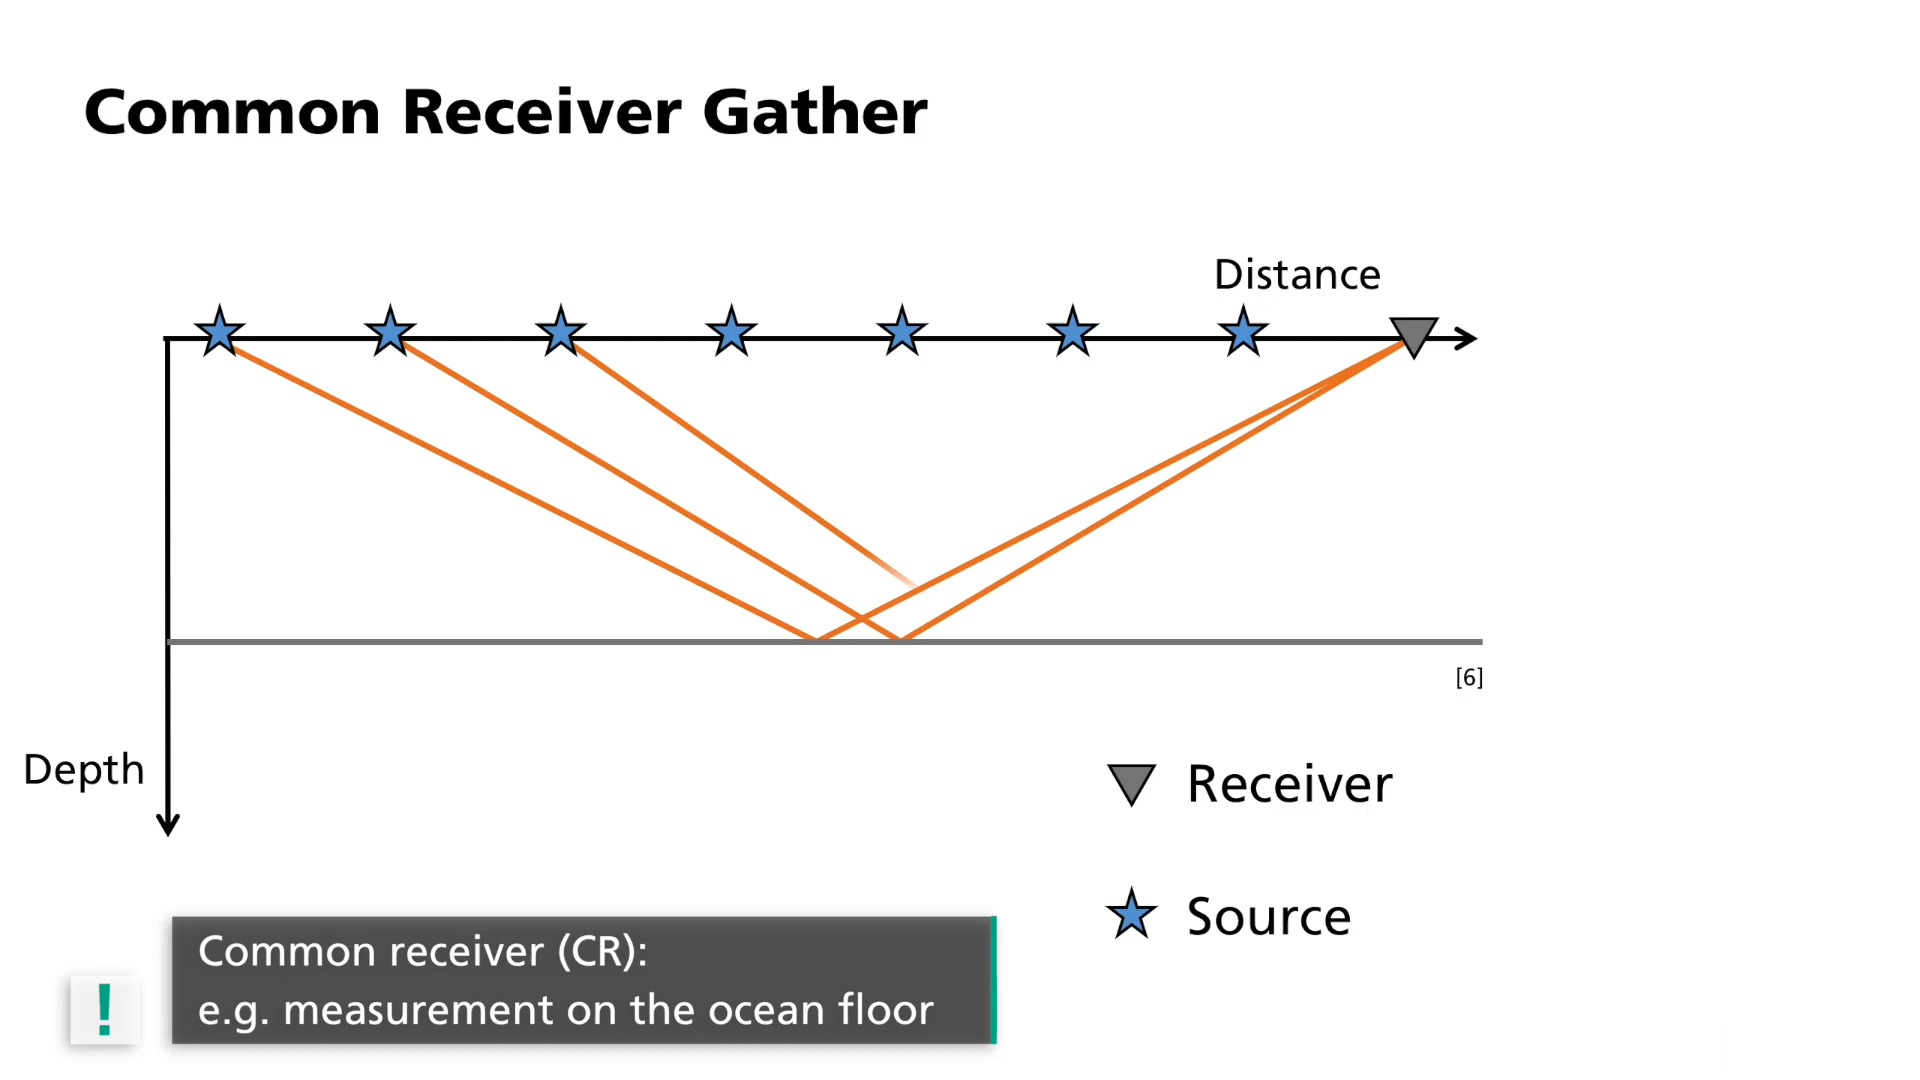 Common Receiver Gather
Distance
[6]
Depth
Receiver
Source
Common receiver (CR):
e.g. measurement on the ocean floor
!